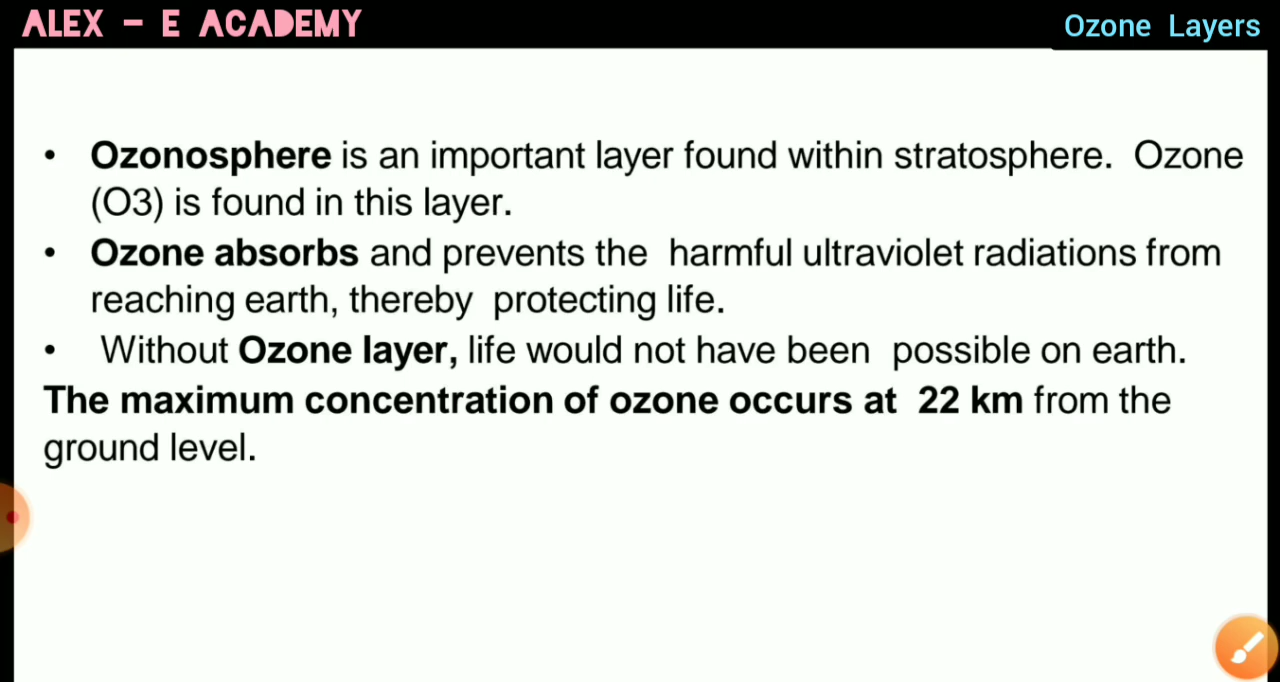 ALEX - E ACADEMY
Ozone Layers
• Ozonosphere is an important layer found within stratosphere. Ozone
(O3) is found in this layer.
• Ozone absorbs and prevents the harmful ultraviolet radiations from
reaching earth, thereby protecting life.
• Without Ozone layer, life would not have been possible on earth.
The maximum concentration of ozone occurs at 22 km from the
ground level.